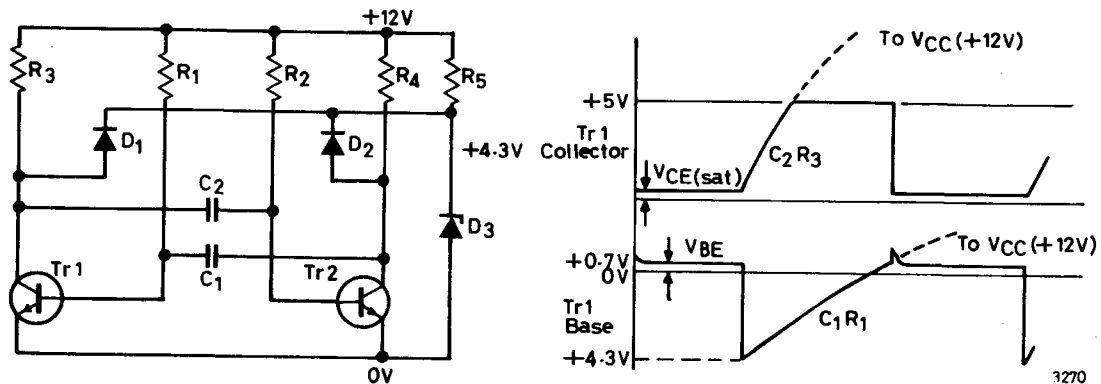 +12V
R3
R1
R2
R4
R5
D1
D2
+4·3V
C2
D3
C1
Tr1
Tr2
0V
To VCC (+12V)
+5V
Tr1
Collector
C2R3
VCE(sat)
To VCC (+12V)
VBE
+0·7V
0V
Tr1
Base
C1R1
+4·3V
3270